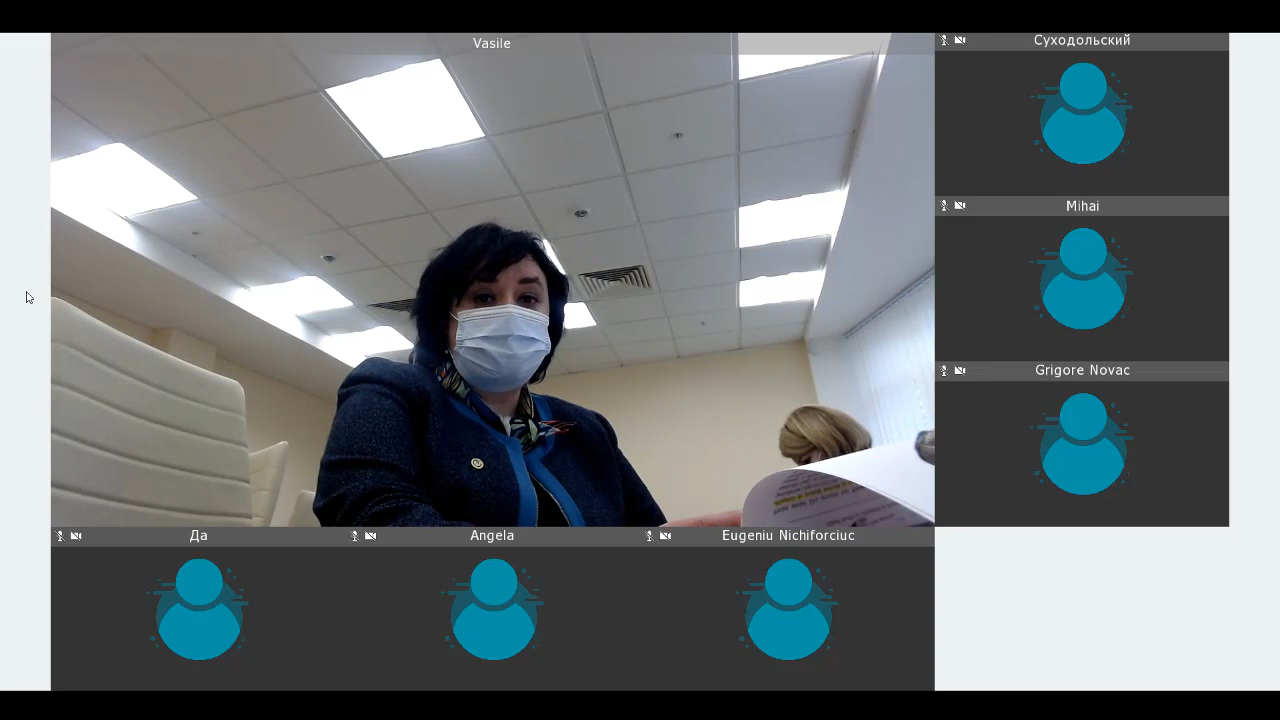 Vasile
Суходольский
Mihai
Grigore Novac
Да
Angela
Eugeniu Nichiforciuc